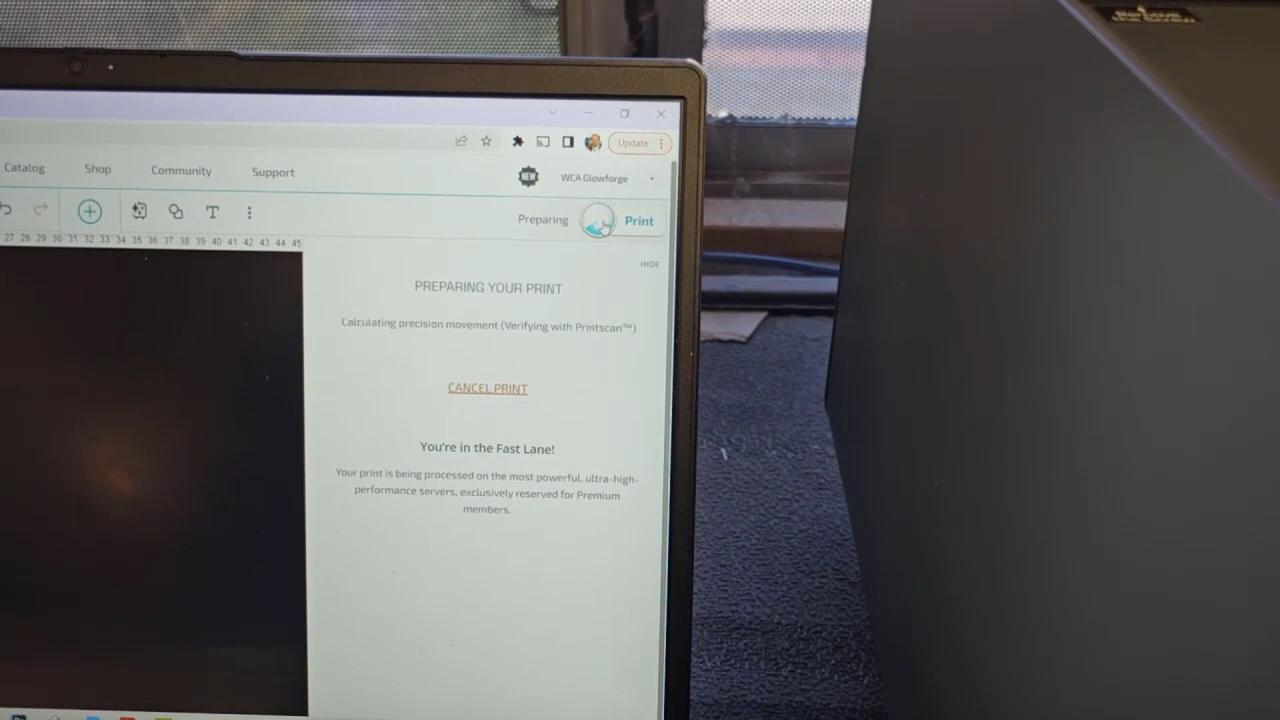 Update
Catalog Shop Community Support
NEW WCA Glowforge
T Preparing Print
27 28 29 30 31 32 33 34 35 36 37 38 39 40 41 42 43 44 45
HIDE
PREPARING YOUR PRINT
Calculating precision movement (Verifying with Printscan™)
CANCEL PRINT
You're in the Fast Lane!
Your print is being processed on the most powerful, ultra-high-
performance servers, exclusively reserved for Premium
members.